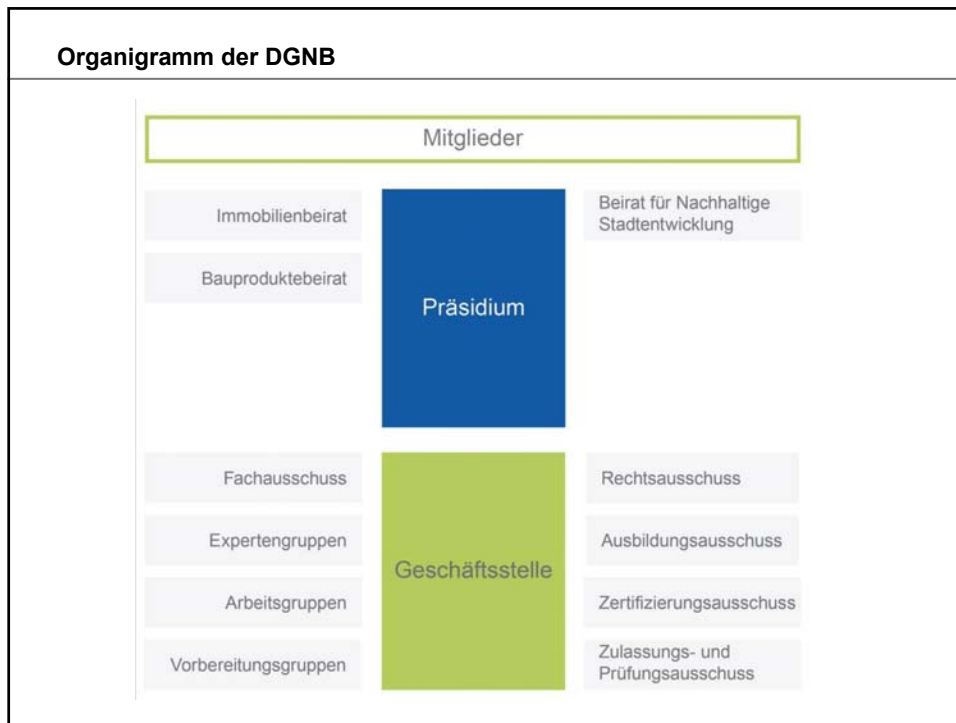 Organigramm der DGNB
Mitglieder
Immobilienbeirat
Bauproduktebeirat
Präsidium
Beirat für Nachhaltige
Stadtentwicklung
Fachausschuss
Expertengruppen
Arbeitsgruppen
Vorbereitungsgruppen
Geschäftsstelle
Rechtsausschuss
Ausbildungsausschuss
Zertifizierungsausschuss
Zulassungs- und
Prüfungsausschuss